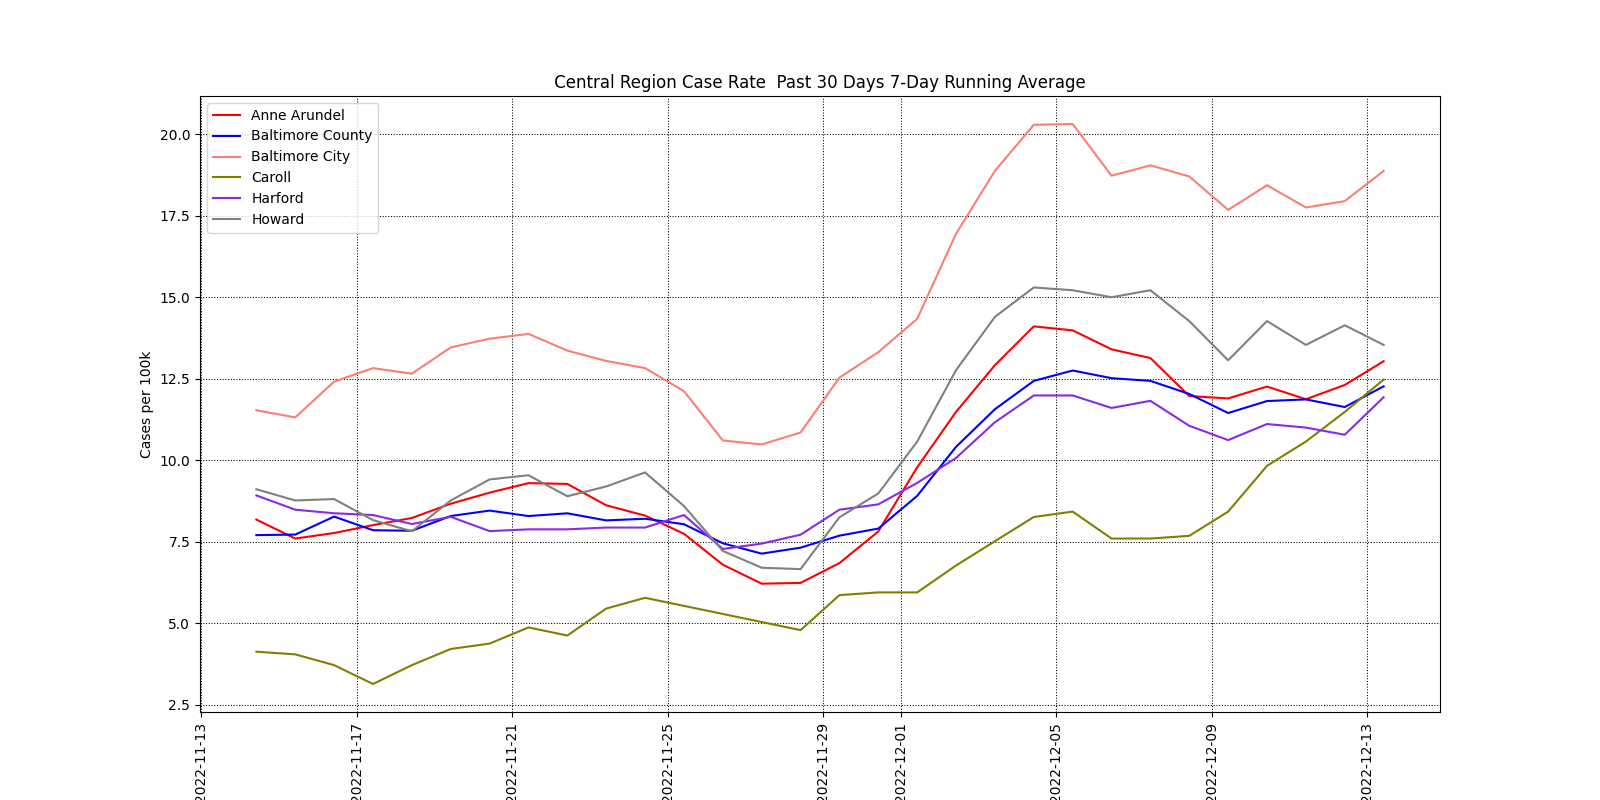 Central Region Case Rate  Past 30 Days 7-Day Running Average
Anne Arundel
Baltimore County
Baltimore City
Caroll
Harford
Howard
Cases per 100k
20.0
17.5
15.0
12.5
10.0
7.5
5.0
2.5
2022-11-13
2022-11-17
2022-11-21
2022-11-25
2022-11-29
2022-12-01
2022-12-05
2022-12-09
2022-12-13